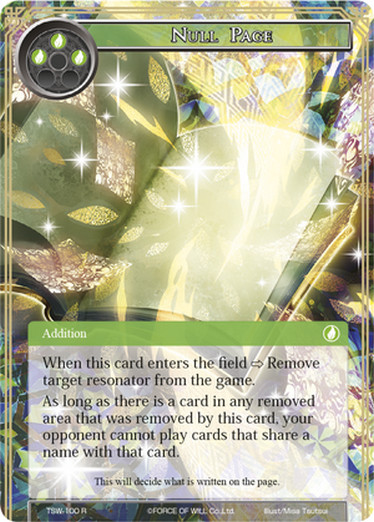 Null Page
Addition
When this card enters the field ⇨ Remove
target resonator from the game.
As long as there is a card in any removed
area that was removed by this card, your
opponent cannot play cards that share a
name with that card.
This will decide what is written on the page.
TSW-100 R ©FORCE OF WILL Co.Ltd. Illust/Misa Tsutsui